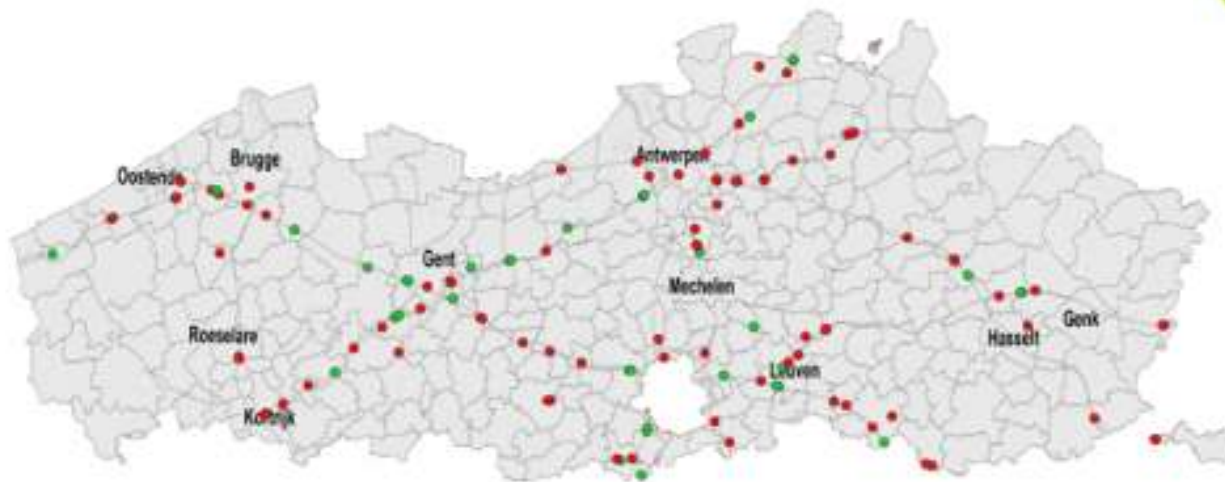 Brugge
Antwerpen
Oostende
Gent
Mechelen
Roeselare
Genk
Hasselt
Leuven
Kortrijk